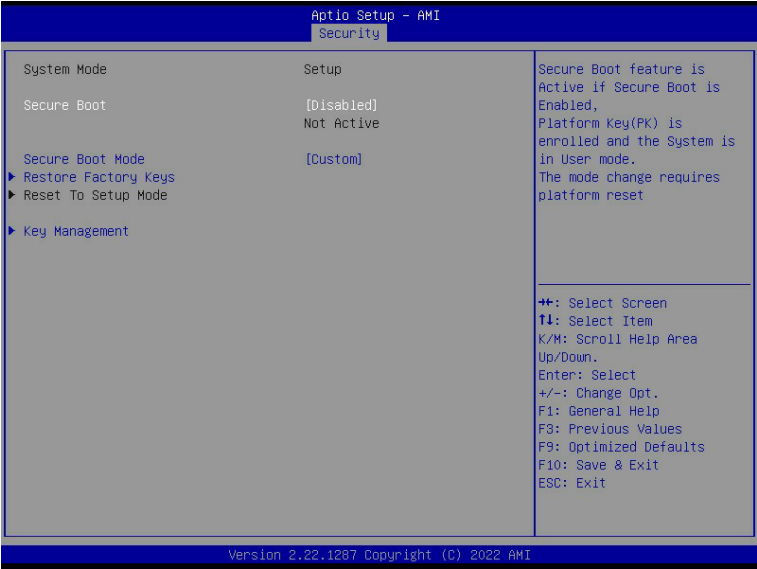 Aptio Setup – AMI
Security
System Mode Setup
Secure Boot [Disabled]
Not Active
Secure Boot Mode [Custom]
Restore Factory Keys
Reset To Setup Mode
Key Management
Secure Boot feature is
Active if Secure Boot is
Enabled,
Platform Key(PK) is
enrolled and the System is
in User mode.
The mode change requires
platform reset
→←: Select Screen
↑↓: Select Item
K/M: Scroll Help Area
Up/Down.
Enter: Select
+/-: Change Opt.
F1: General Help
F3: Previous Values
F9: Optimized Defaults
F10: Save & Exit
ESC: Exit
Version 2.22.1287 Copyright (C) 2022 AMI